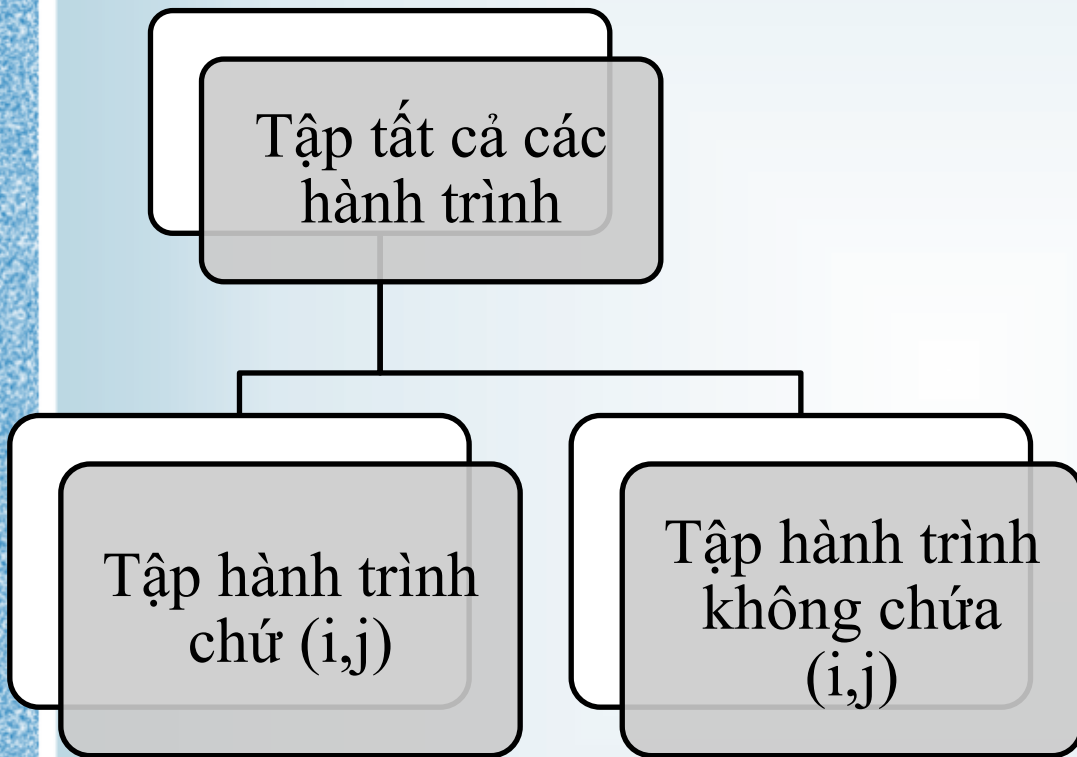 Tập tất cả các
hành trình
Tập hành trình
chứ (i,j)
Tập hành trình
không chứa
(i,j)